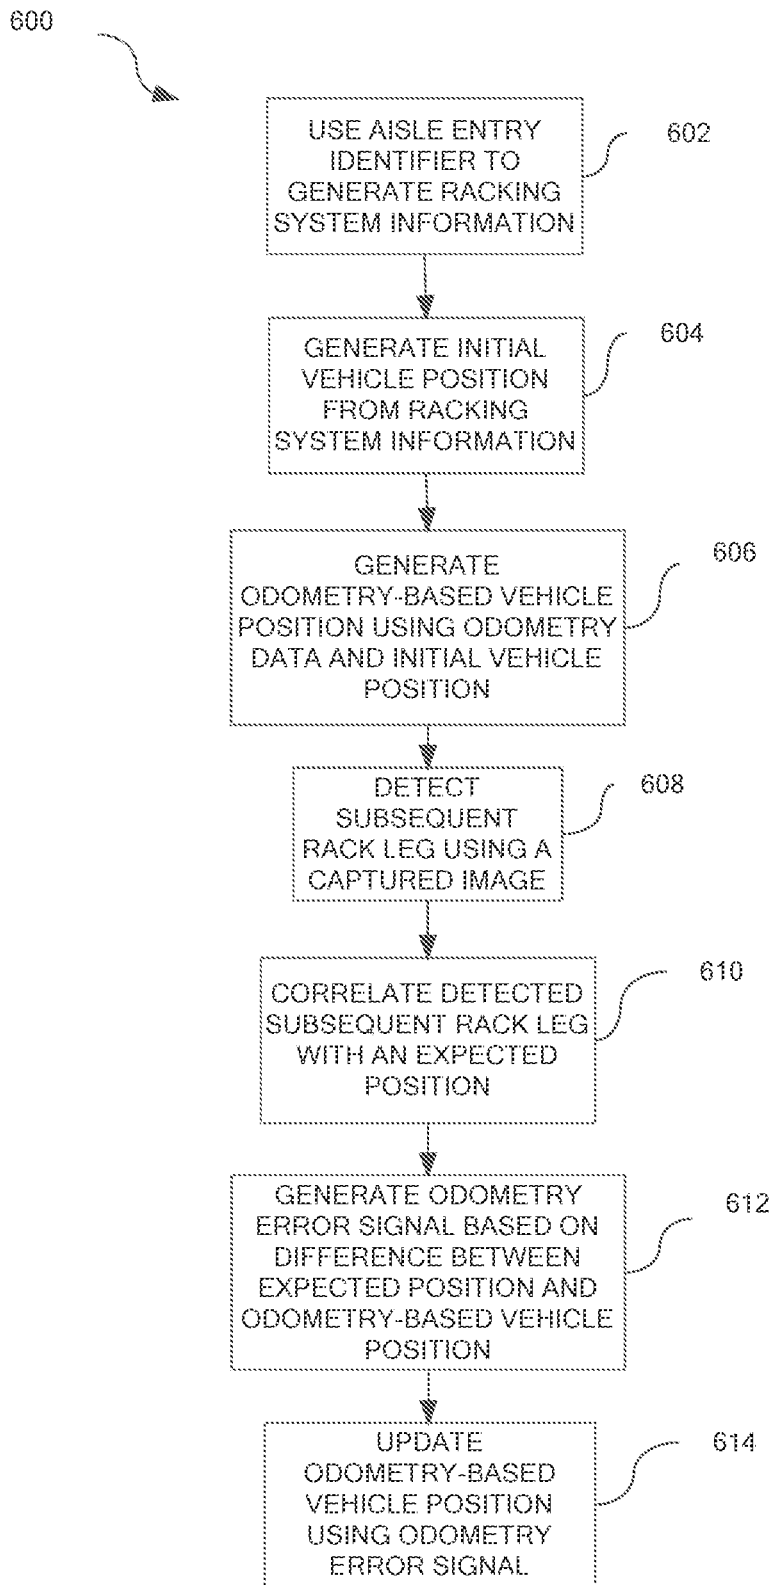 600
USE AISLE ENTRY
IDENTIFIER TO
GENERATE RACKING
SYSTEM INFORMATION
602
GENERATE INITIAL
VEHICLE POSITION
FROM RACKING
SYSTEM INFORMATION
604
GENERATE
ODOMETRY-BASED VEHICLE
POSITION USING ODOMETRY
DATA AND INITIAL VEHICLE
POSITION
606
DETECT
SUBSEQUENT
RACK LEG USING A
CAPTURED IMAGE
608
CORRELATE DETECTED
SUBSEQUENT RACK LEG
WITH AN EXPECTED
POSITION
610
GENERATE ODOMETRY
ERROR SIGNAL BASED ON
DIFFERENCE BETWEEN
EXPECTED POSITION AND
ODOMETRY-BASED VEHICLE
POSITION
612
UPDATE
ODOMETRY-BASED
VEHICLE POSITION
USING ODOMETRY
ERROR SIGNAL
614